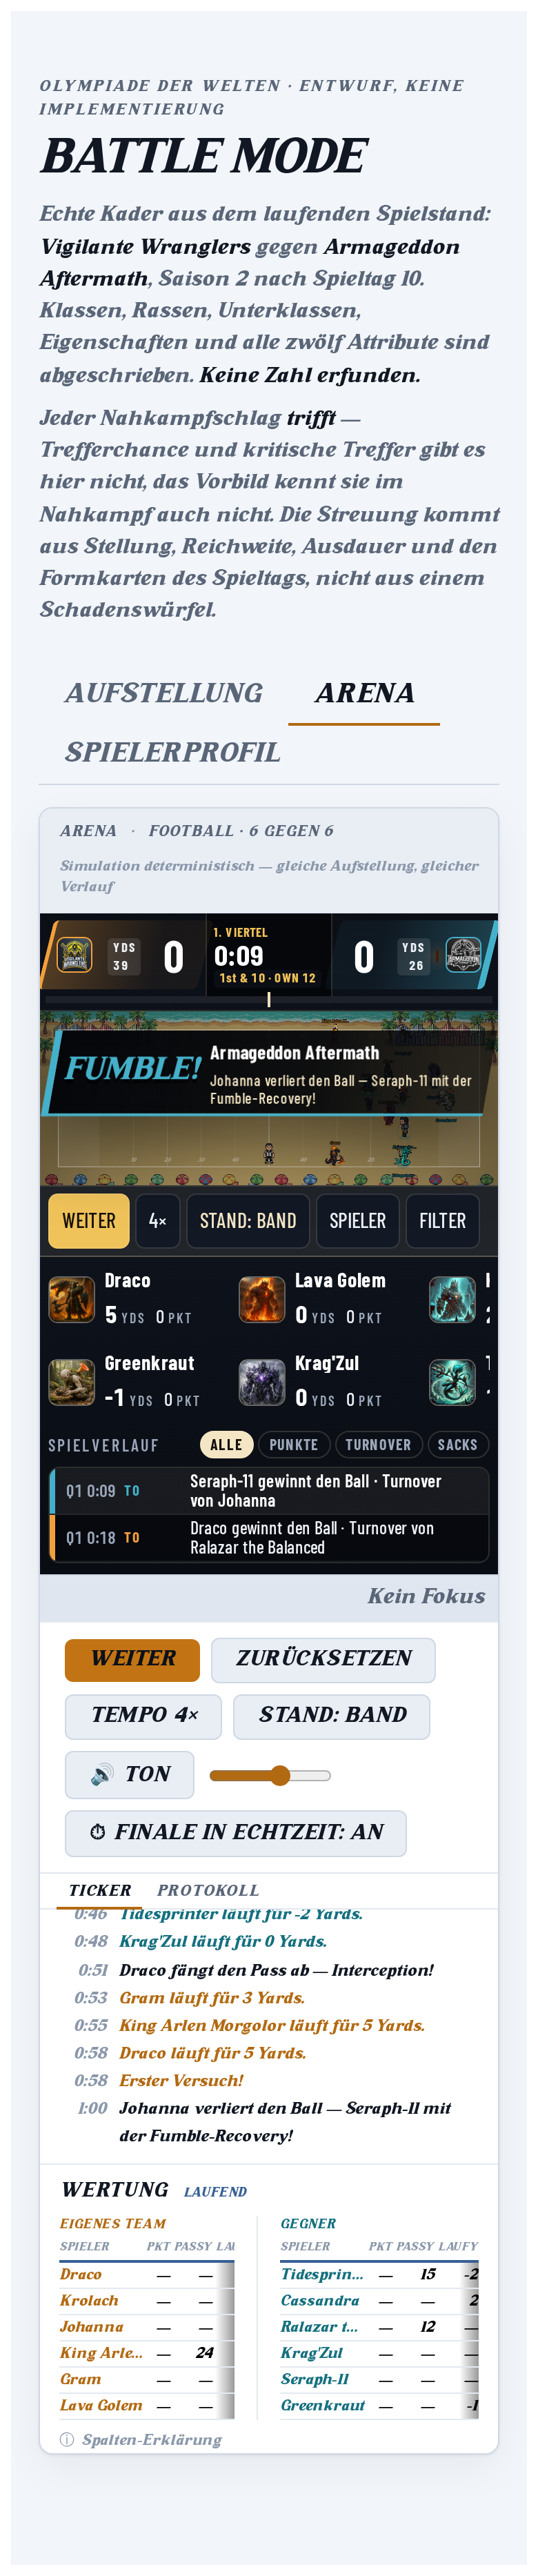 OLYMPIADE DER WELTEN · ENTWURF, KEINE
IMPLEMENTIERUNG
BATTLE MODE
Echte Kader aus dem laufenden Spielstand:
Vigilante Wranglers gegen Armageddon
Aftermath, Saison 2 nach Spieltag 10.
Klassen, Rassen, Unterklassen,
Eigenschaften und alle zwölf Attribute sind
abgeschrieben. Keine Zahl erfunden.
Jeder Nahkampfschlag trifft —
Trefferchance und kritische Treffer gibt es
hier nicht, das Vorbild kennt sie im
Nahkampf auch nicht. Die Streuung kommt
aus Stellung, Reichweite, Ausdauer und den
Formkarten des Spieltags, nicht aus einem
Schadenswürfel.
AUFSTELLUNG ARENA
SPIELERPROFIL
ARENA · FOOTBALL · 6 GEGEN 6
Simulation deterministisch — gleiche Aufstellung, gleicher
Verlauf
YDS 39 0
1. VIERTEL
0:09
1st & 10 · OWN 12
0 YDS 26
FUMBLE!
Armageddon Aftermath
Johanna verliert den Ball — Seraph-11 mit der
Fumble-Recovery!
WEITER 4× STAND: BAND SPIELER FILTER
Draco Lava Golem
5 YDS 0 PKT 0 YDS 0 PKT
Greenkraut Krag'Zul
-1 YDS 0 PKT 0 YDS 0 PKT
SPIELVERLAUF ALLE PUNKTE TURNOVER SACKS
Q1 0:09 TO Seraph-11 gewinnt den Ball · Turnover
von Johanna
Q1 0:18 TO Draco gewinnt den Ball · Turnover von
Ralazar the Balanced
Kein Fokus
WEITER ZURÜCKSETZEN
TEMPO 4× STAND: BAND
🔊 TON
⏱ FINALE IN ECHTZEIT: AN
TICKER PROTOKOLL
0:46 Tidesprinter läuft für -2 Yards.
0:48 Krag'Zul läuft für 0 Yards.
0:51 Draco fängt den Pass ab — Interception!
0:53 Gram läuft für 3 Yards.
0:55 King Arlen Morgolor läuft für 5 Yards.
0:58 Draco läuft für 5 Yards.
0:58 Erster Versuch!
1:00 Johanna verliert den Ball — Seraph-11 mit
der Fumble-Recovery!
WERTUNG LAUFEND
EIGENES TEAM
SPIELER PKT PASSY LAU
Draco — —
Krolach — —
Johanna — —
King Arle... — 24
Gram — —
Lava Golem — —
GEGNER
SPIELER PKT PASSY LAUFY
Tidesprin... — 15 -2
Cassandra — — 2
Ralazar t... — 12 —
Krag'Zul — — —
Seraph-11 — — —
Greenkraut — — -1
ⓘ Spalten-Erklärung